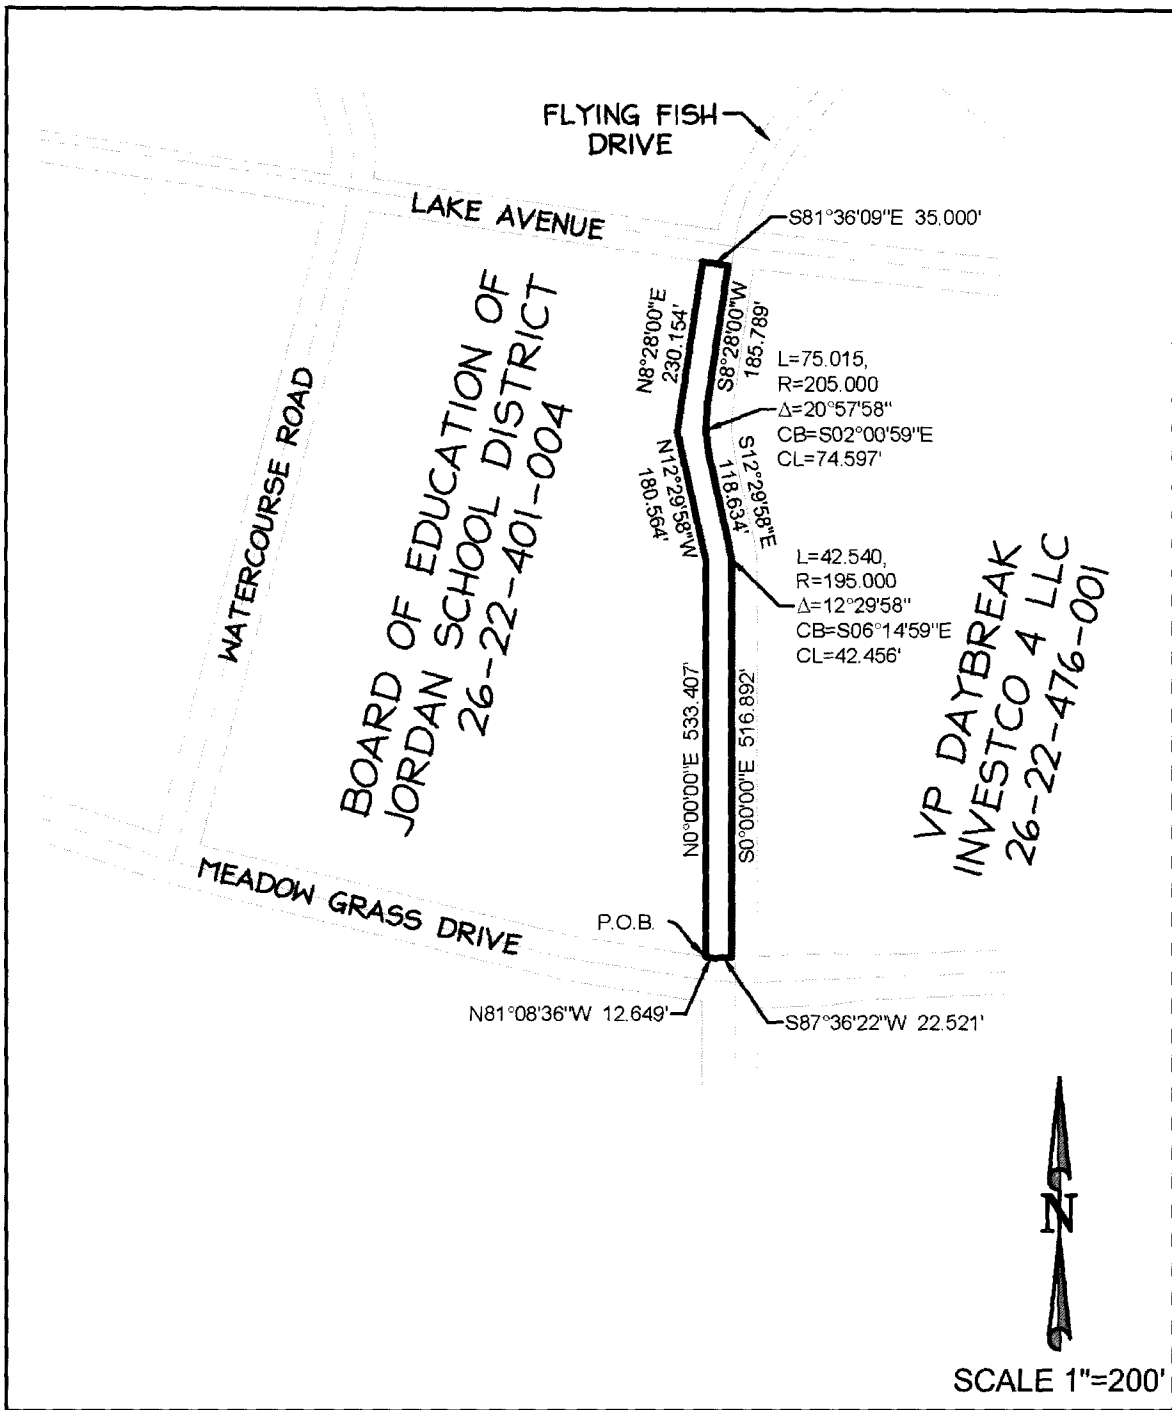 FLYING FISH
DRIVE
LAKE AVENUE
S81°36'09"E 35.000'
N8°28'00"E
230.154'
S8°28'00"W
185.789'
L=75.015,
R=205.000
Δ=20°57'58"
CB=S02°00'59"E
CL=74.597'
N12°29'58"W
180.564'
S12°29'58"E
118.634'
L=42.540,
R=195.000
Δ=12°29'58"
CB=S06°14'59"E
CL=42.456'
WATERCOURSE ROAD
BOARD OF EDUCATION OF
JORDAN SCHOOL DISTRICT
26-22-401-004
VP DAYBREAK
INVESTCO 4 LLC
26-22-476-001
N0°00'00"E 533.407'
S0°00'00"E 516.892'
MEADOW GRASS DRIVE
P.O.B.
N81°08'36"W 12.649'
S87°36'22"W 22.521'
N
SCALE 1"=200'